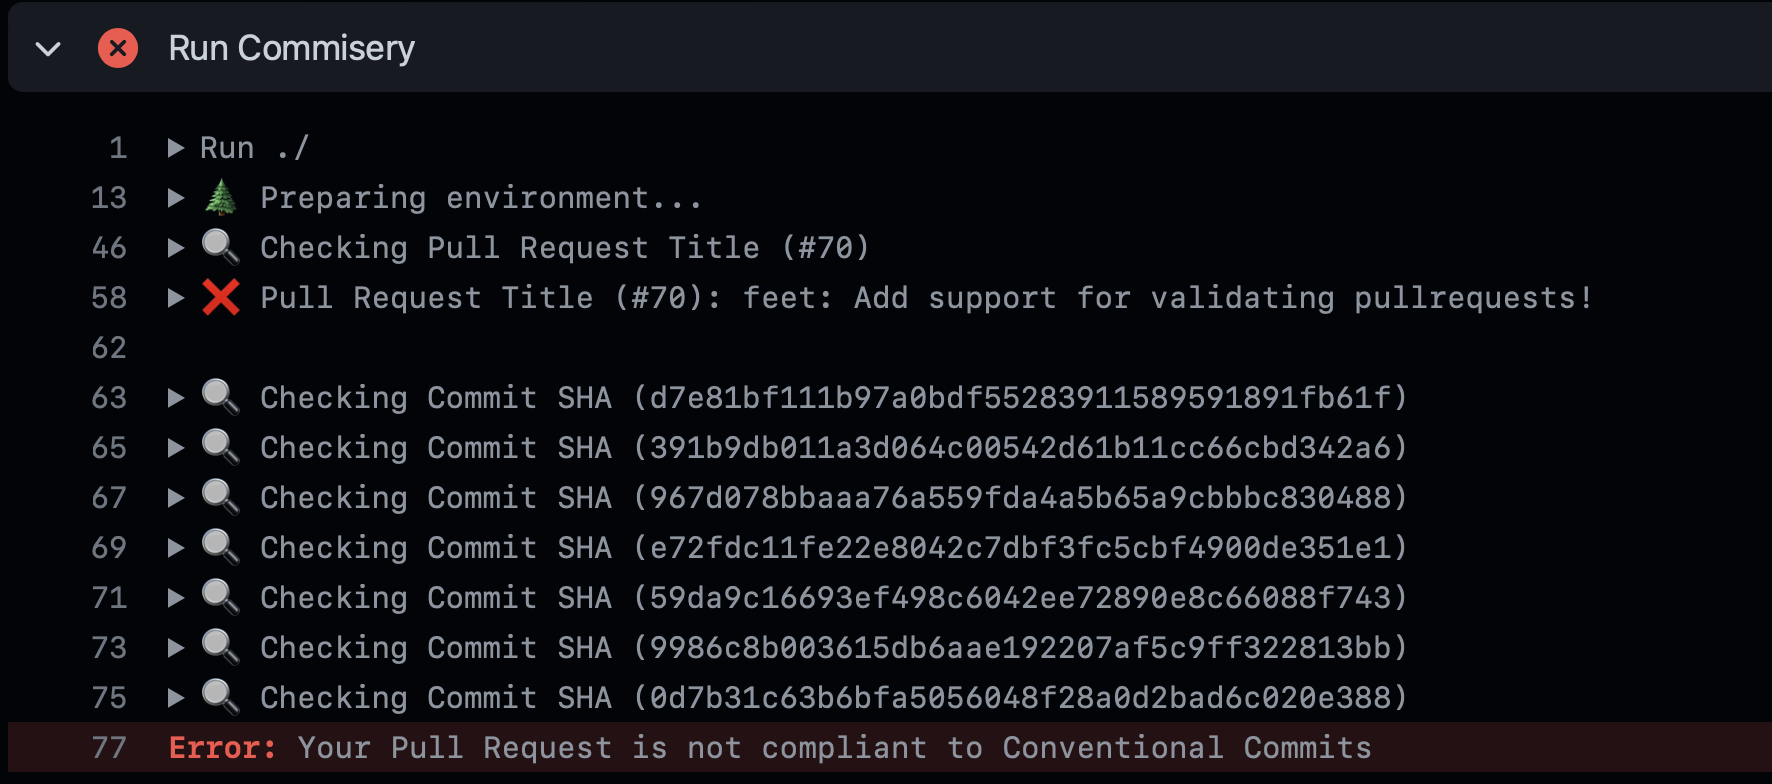 Run Commisery
1 Run ./
13 Preparing environment...
46 Checking Pull Request Title (#70)
58 Pull Request Title (#70): feet: Add support for validating pullrequests!
62
63 Checking Commit SHA (d7e81bf111b97a0bdf55283911589591891fb61f)
65 Checking Commit SHA (391b9db011a3d064c00542d61b11cc66cbd342a6)
67 Checking Commit SHA (967d078bbaaa76a559fda4a5b65a9cbbbc830488)
69 Checking Commit SHA (e72fdc11fe22e8042c7dbf3fc5cbf4900de351e1)
71 Checking Commit SHA (59da9c16693ef498c6042ee72890e8c66088f743)
73 Checking Commit SHA (9986c8b003615db6aae192207af5c9ff322813bb)
75 Checking Commit SHA (0d7b31c63b6bfa5056048f28a0d2bad6c020e388)
77 Error: Your Pull Request is not compliant to Conventional Commits